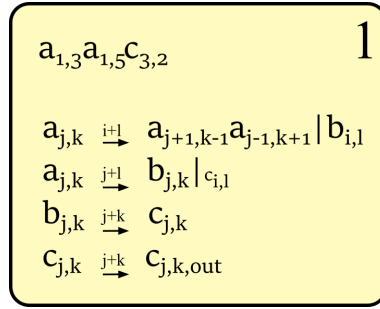 a₁,₃a₁,₅c₃,₂ 1
aⱼ,ₖ i+l → aⱼ₊₁,ₖ₋₁aⱼ₋₁,ₖ₊₁|bᵢ,ₗ
aⱼ,ₖ j+l → bⱼ,ₖ|cᵢ,ₗ
bⱼ,ₖ j+k → cⱼ,ₖ
cⱼ,ₖ j+k → cⱼ,ₖ,ₒᵤₜ